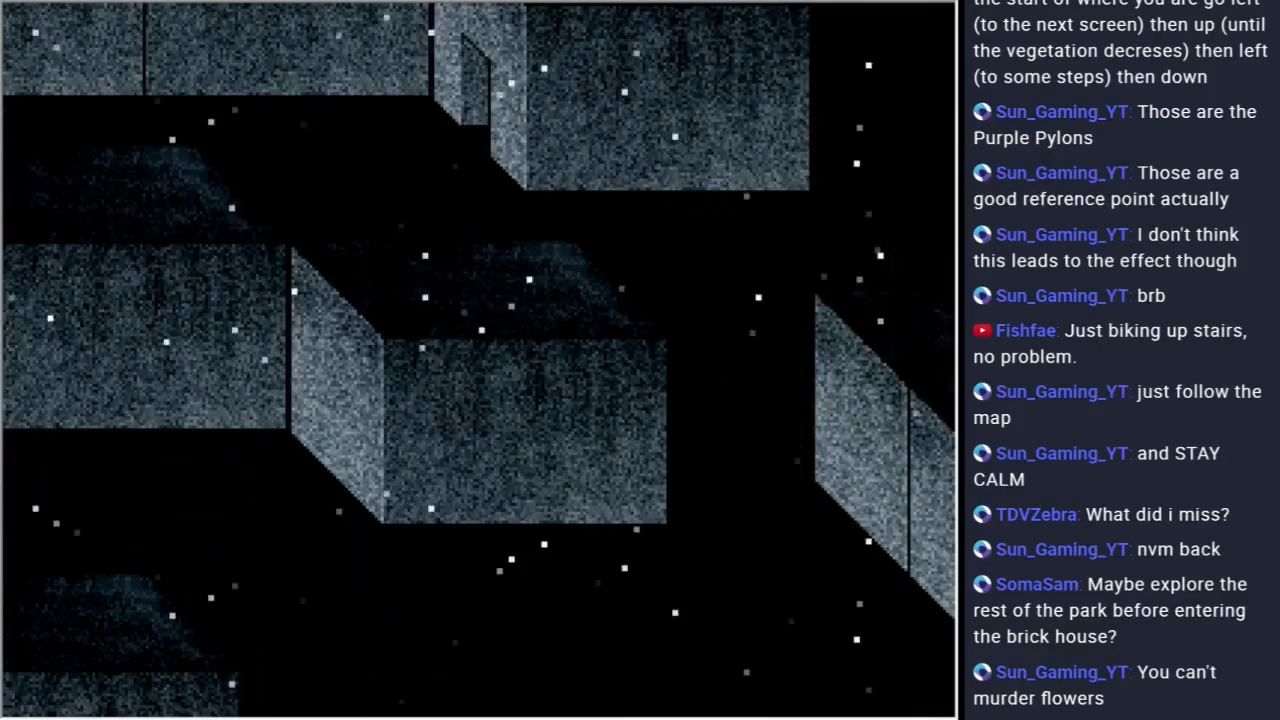 the start of where you are go left
(to the next screen) then up (until
the vegetation decreses) then left
(to some steps) then down
Sun_Gaming_YT: Those are the
Purple Pylons
Sun_Gaming_YT: Those are a
good reference point actually
Sun_Gaming_YT: I don't think
this leads to the effect though
Sun_Gaming_YT: brb
Fishfae: Just biking up stairs,
no problem.
Sun_Gaming_YT: just follow the
map
Sun_Gaming_YT: and STAY
CALM
TDVZebra: What did i miss?
Sun_Gaming_YT: nvm back
SomaSam: Maybe explore the
rest of the park before entering
the brick house?
Sun_Gaming_YT: You can't
murder flowers